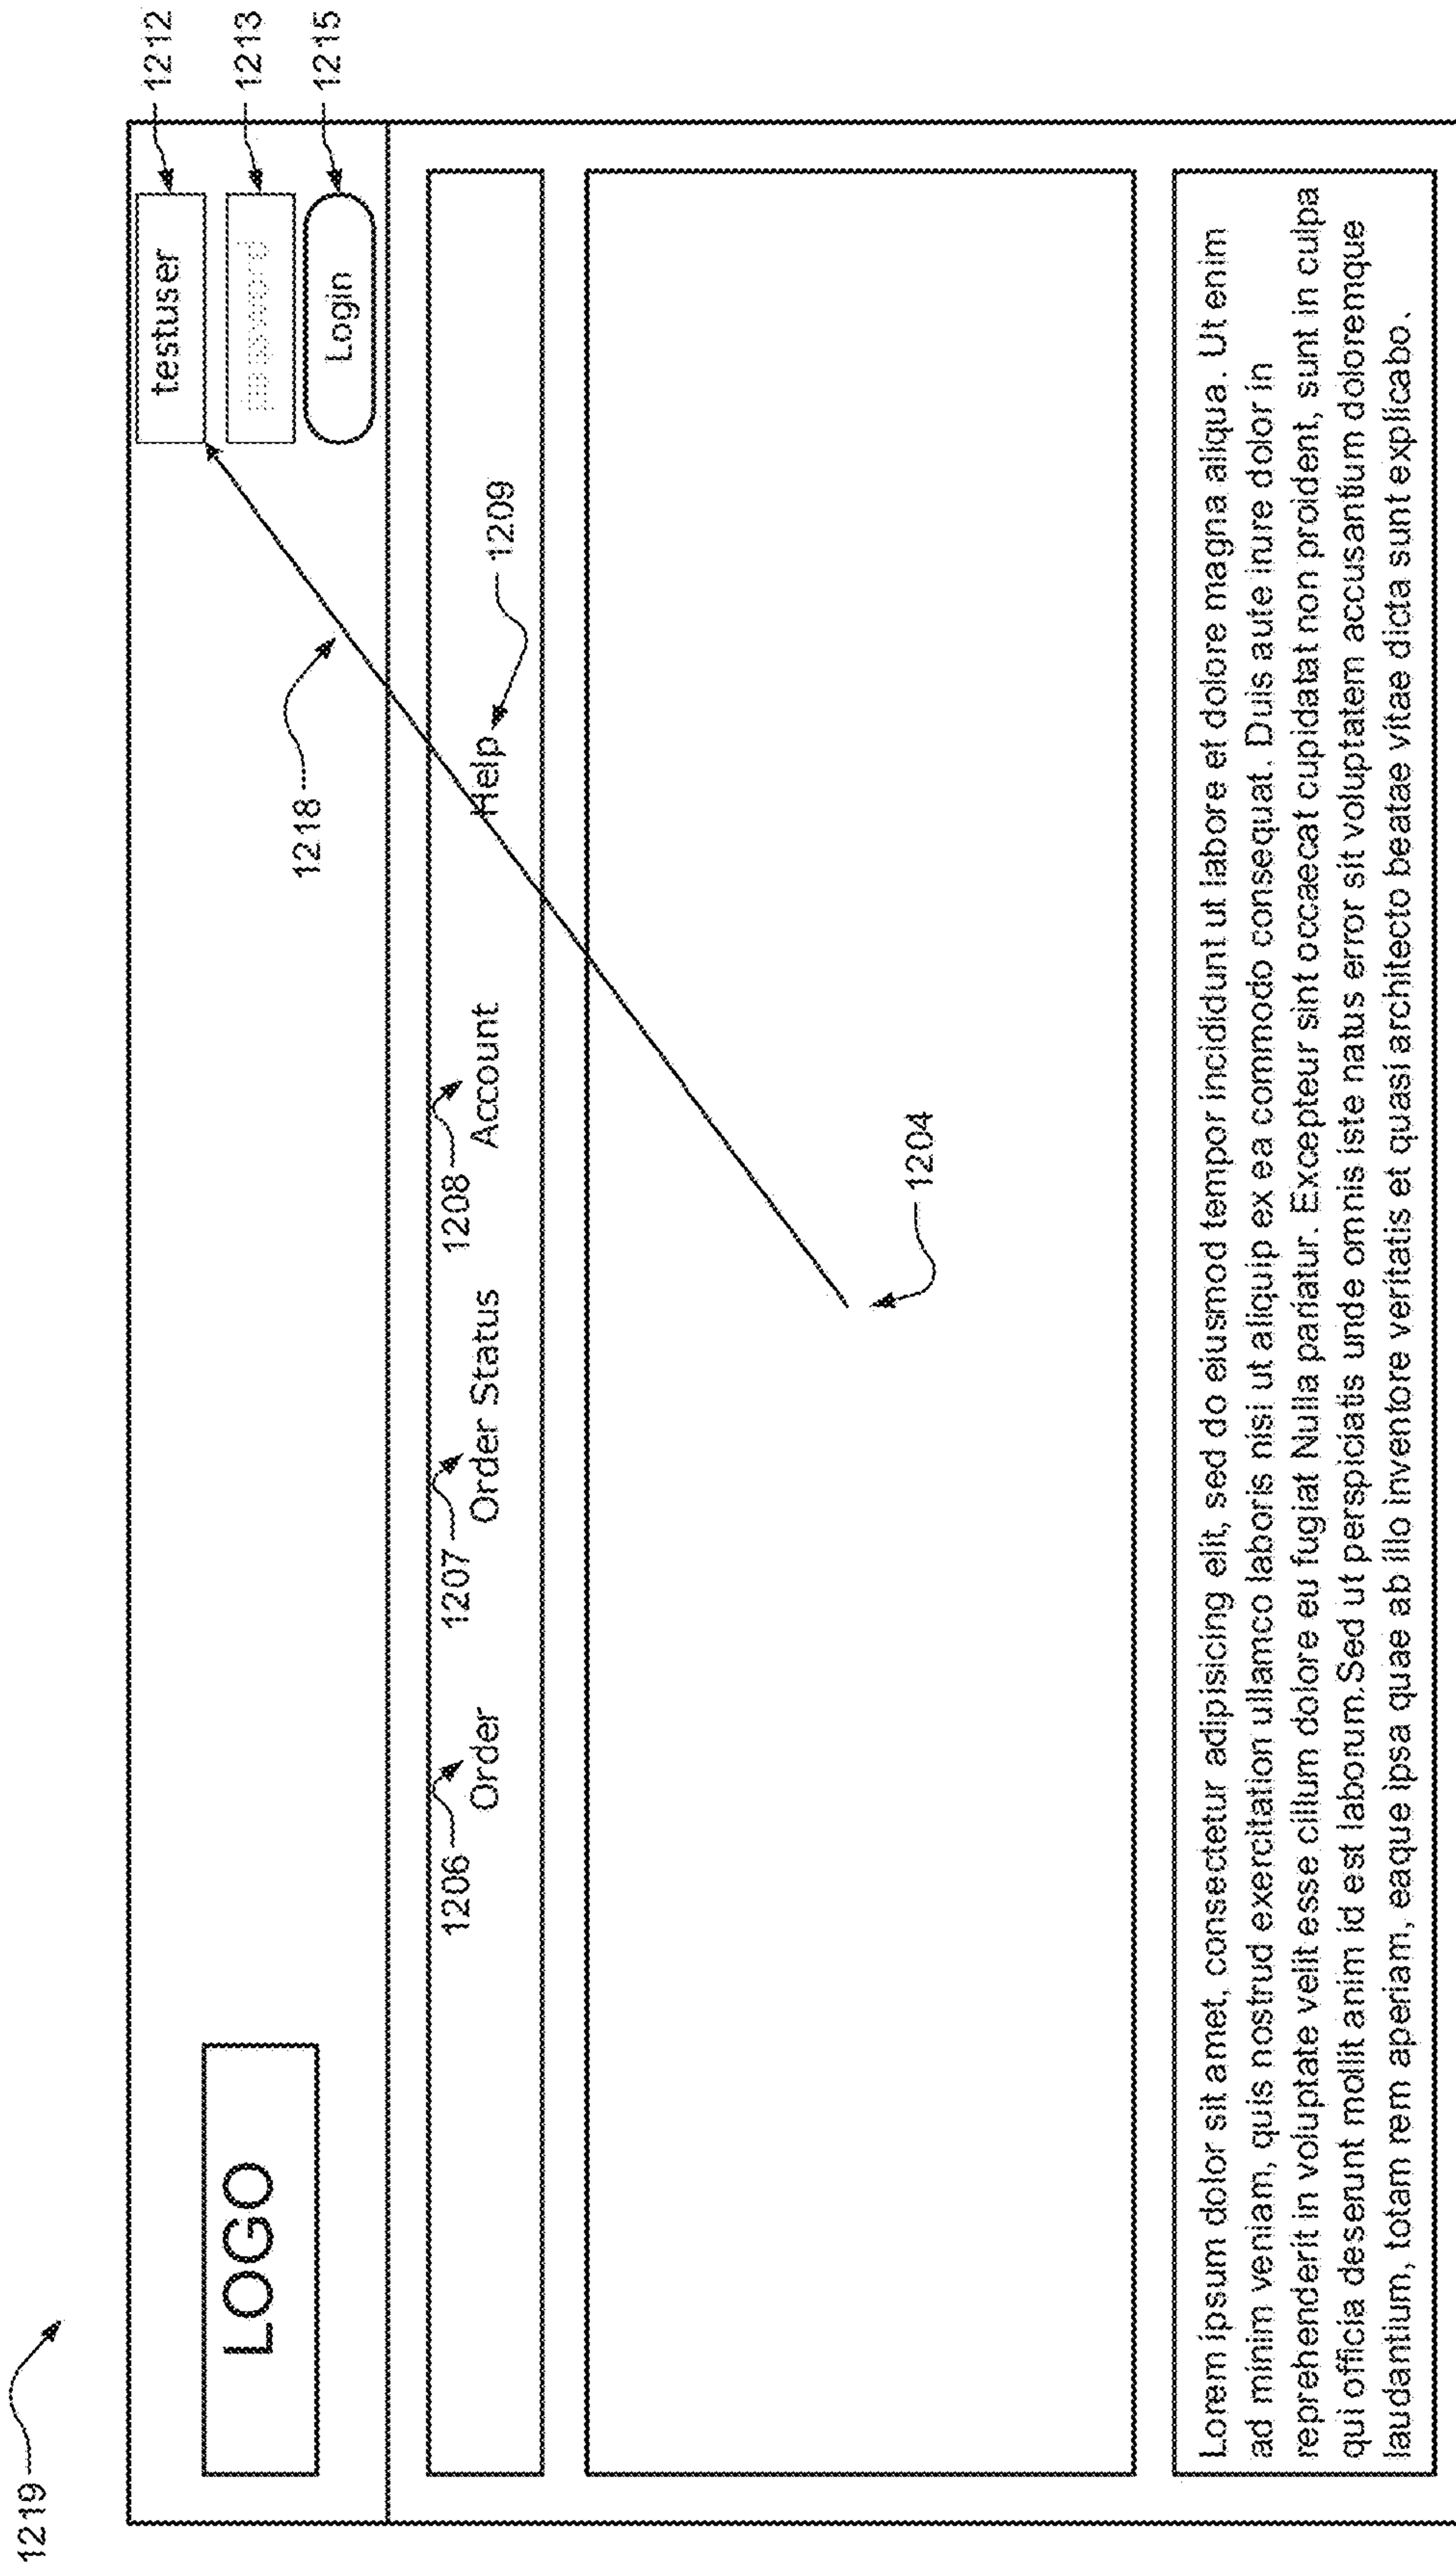 1219
LOGO
testuser
1212
password
1213
Login
1215
1218
1206
1207
1208
1209
Order
Order Status
Account
Help
1204
Lorem ipsum dolor sit amet, consectetur adipisicing elit, sed do eiusmod tempor incididunt ut labore et dolore magna aliqua. Ut enim
ad minim veniam, quis nostrud exercitation ullamco laboris nisi ut aliquip ex ea commodo consequat. Duis aute irure dolor in
reprehenderit in voluptate velit esse cillum dolore eu fugiat Nulla pariatur. Excepteur sint occaecat cupidatat non proident, sunt in culpa
qui officia deserunt mollit anim id est laborum.Sed ut perspiciatis unde omnis iste natus error sit voluptatem accusantium doloremque
laudantium, totam rem aperiam, eaque ipsa quae ab illo inventore veritatis et quasi architecto beatae vitae dicta sunt explicabo.